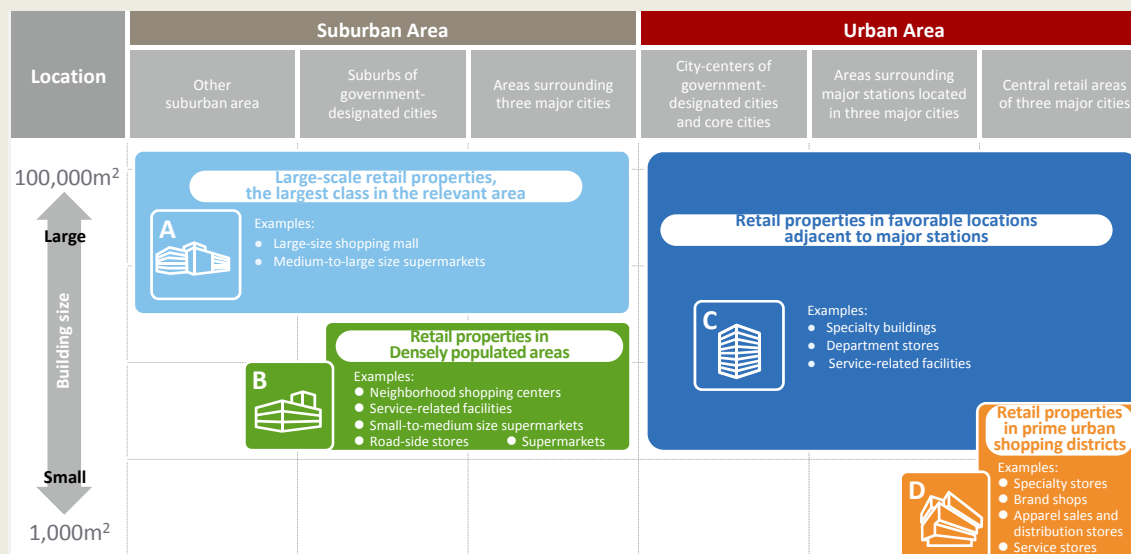 Location
Suburban Area
Urban Area
Other
suburban area
Suburbs of
government-
designated cities
Areas surrounding
three major cities
City-centers of
government-
designated cities
and core cities
Areas surrounding
major stations located
in three major cities
Central retail areas
of three major cities
100,000m²
Large
Building size
Small
1,000m²
Large-scale retail properties,
the largest class in the relevant area
A
Examples:
● Large-size shopping mall
● Medium-to-large size supermarkets
Retail properties in
Densely populated areas
B
Examples:
● Neighborhood shopping centers
● Service-related facilities
● Small-to-medium size supermarkets
● Road-side stores ● Supermarkets
Retail properties in favorable locations
adjacent to major stations
C
Examples:
● Specialty buildings
● Department stores
● Service-related facilities
Retail properties
in prime urban
shopping districts
D
Examples:
● Specialty stores
● Brand shops
● Apparel sales and
distribution stores
● Service stores